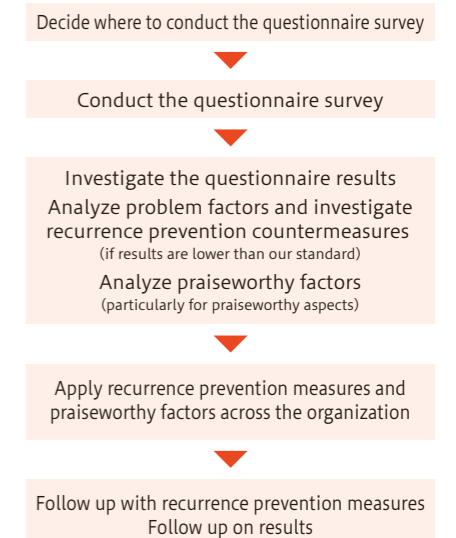 Decide where to conduct the questionnaire survey
Conduct the questionnaire survey
Investigate the questionnaire results
Analyze problem factors and investigate
recurrence prevention countermeasures
(if results are lower than our standard)
Analyze praiseworthy factors
(particularly for praiseworthy aspects)
Apply recurrence prevention measures and
praiseworthy factors across the organization
Follow up with recurrence prevention measures
Follow up on results